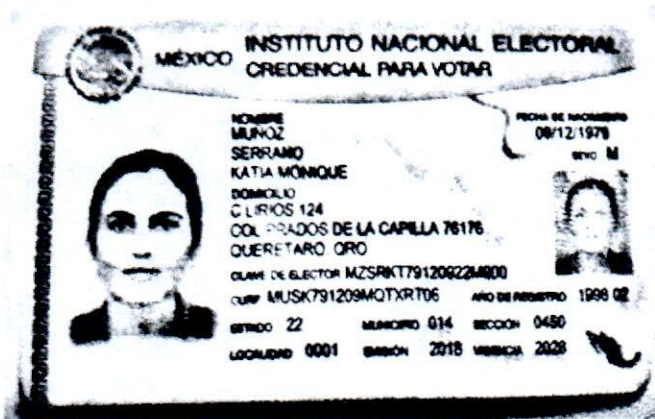 MÉXICO INSTITUTO NACIONAL ELECTORAL
CREDENCIAL PARA VOTAR
NOMBRE
MUÑOZ
SERRANO
KATIA MONIQUE
FECHA DE NACIMIENTO
09/12/1979
SEXO M
DOMICILIO
C LIRIOS 124
COL PRADOS DE LA CAPILLA 76176
QUERETARO, QRO
CLAVE DE ELECTOR MZSRKT79120922M900
CURP MUSK791209MQTXRT06 AÑO DE REGISTRO 1998 02
ESTADO 22 MUNICIPIO 014 SECCIÓN 0450
LOCALIDAD 0001 EMISIÓN 2018 VIGENCIA 2028